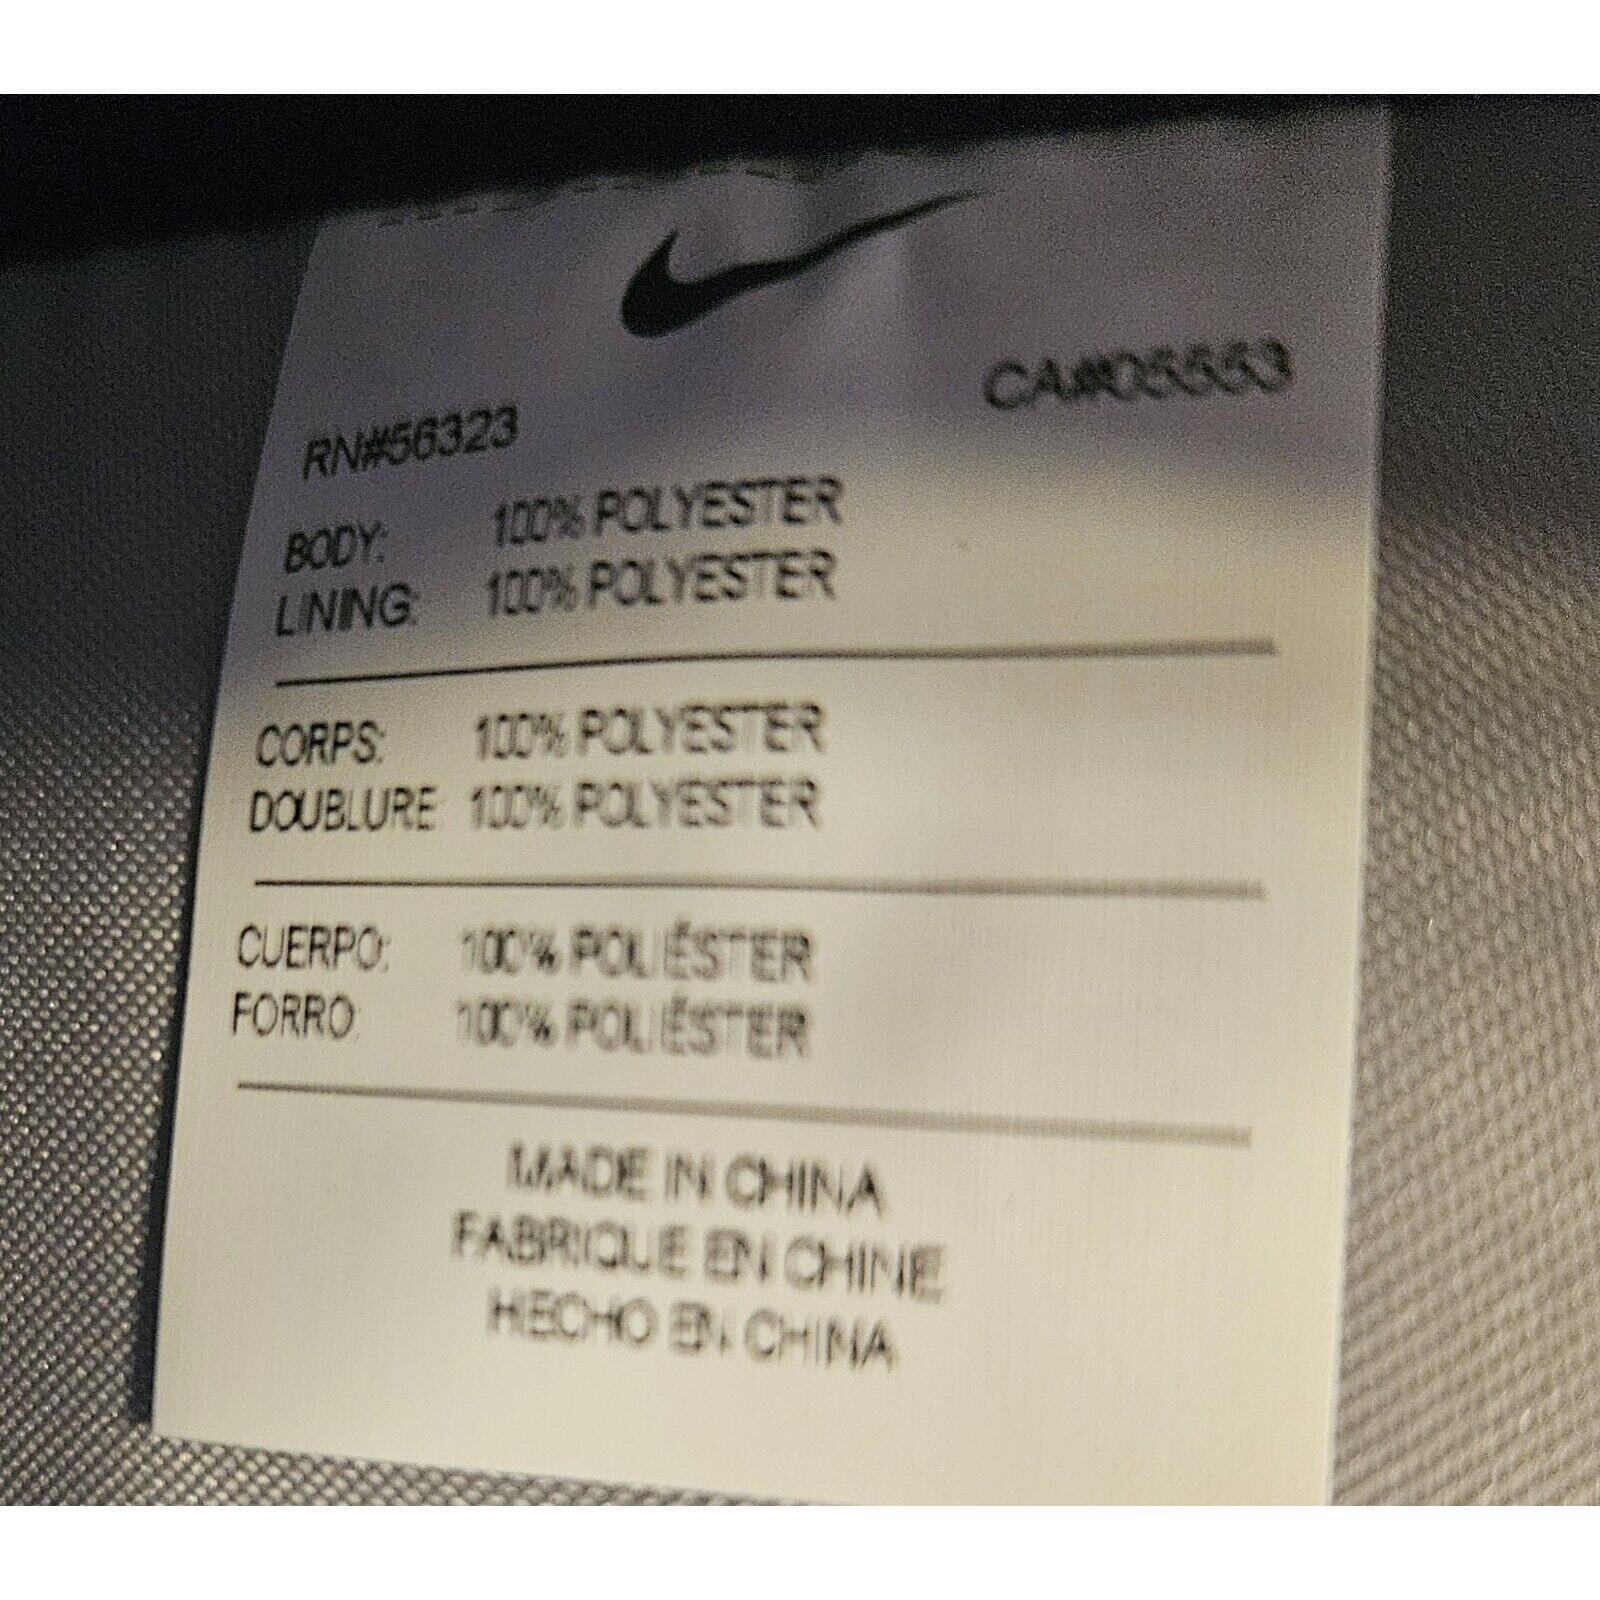 RN#56323 CA#05553
BODY: 100% POLYESTER
LINING: 100% POLYESTER
CORPS: 100% POLYESTER
DOUBLURE: 100% POLYESTER
CUERPO: 100% POLIÉSTER
FORRO: 100% POLIÉSTER
MADE IN CHINA
FABRIQUE EN CHINE
HECHO EN CHINA